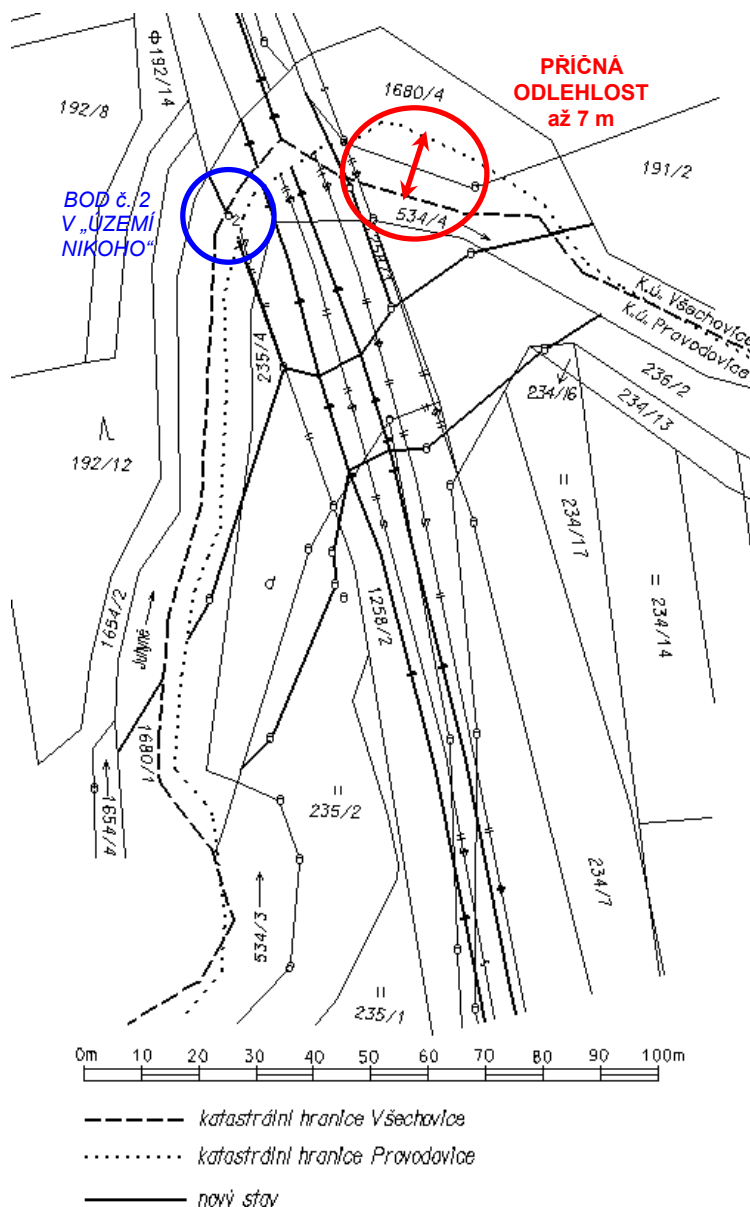 192/14
1680/4
PŘÍČNÁ
ODLEHLOST
až 7 m
192/8
191/2
BOD č. 2
V „ÚZEMÍ
NIKOHO“
2
534/4
k.ú. Všechovice
k.ú. Provodovice
235/4
234/16
236/2
234/13
192/12
234/17
1654/2
Juhyně
1258/2
234/14
1680/1
1654/4
235/2
534/3
234/7
235/1
0m 10 20 30 40 50 60 70 80 90 100m
katastrální hranice Všechovice
katastrální hranice Provodovice
nový stav